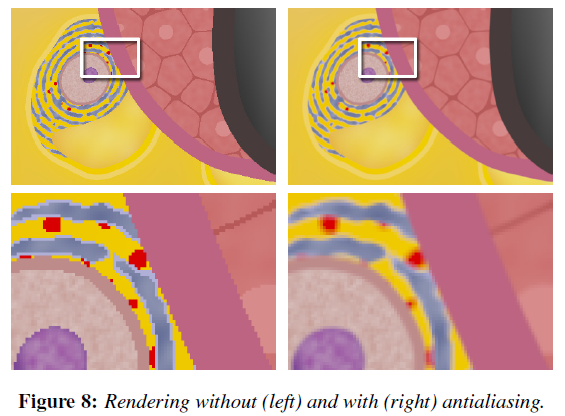 Figure 8: Rendering without (left) and with (right) antialiasing.